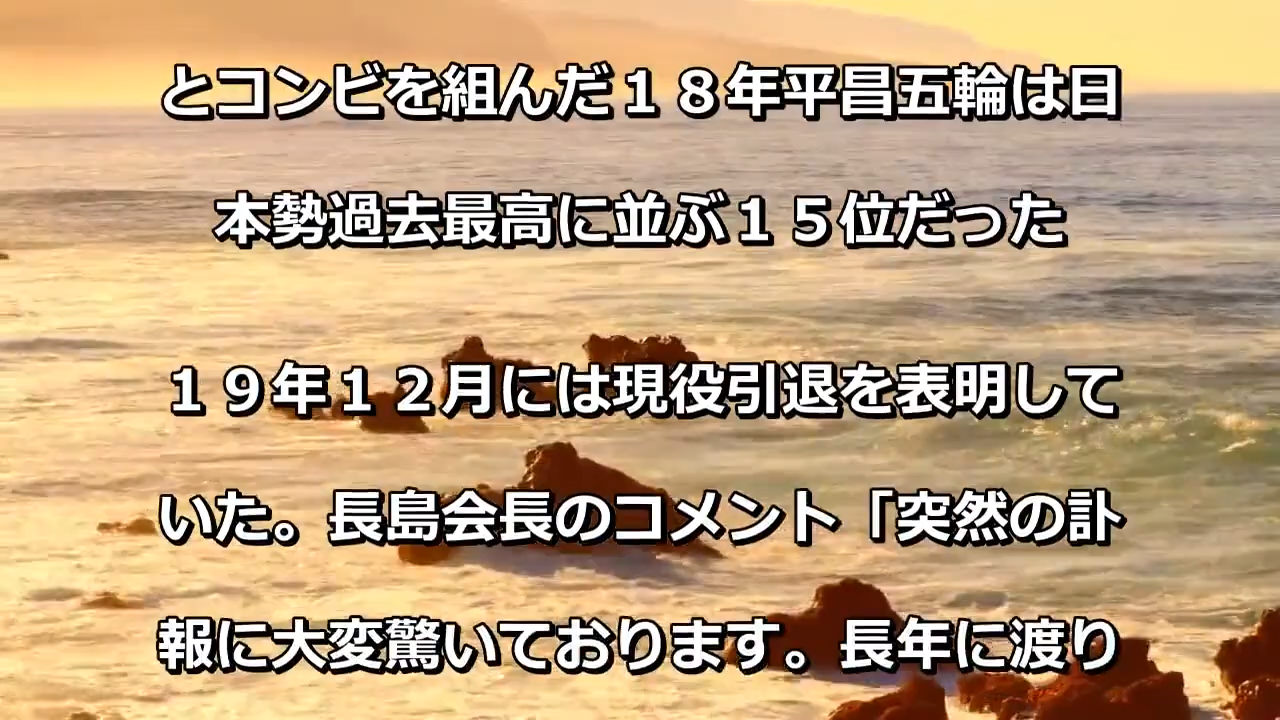 とコンビを組んだ１８年平昌五輪は日
本勢過去最高に並ぶ１５位だった
１９年１２月には現役引退を表明して
いた。長島会長のコメント「突然の訃
報に大変驚いております。長年に渡り